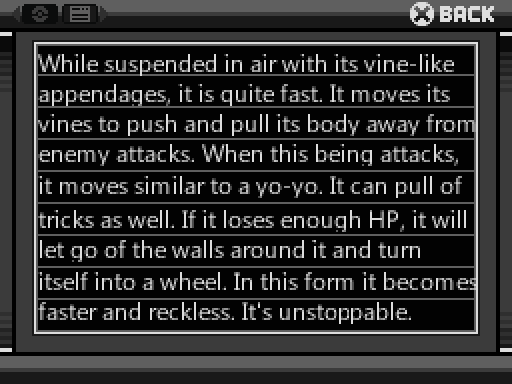 BACK
While suspended in air with its vine-like
appendages, it is quite fast. It moves its
vines to push and pull its body away from
enemy attacks. When this being attacks,
it moves similar to a yo-yo. It can pull of
tricks as well. If it loses enough HP, it will
let go of the walls around it and turn
itself into a wheel. In this form it becomes
faster and reckless. It's unstoppable.